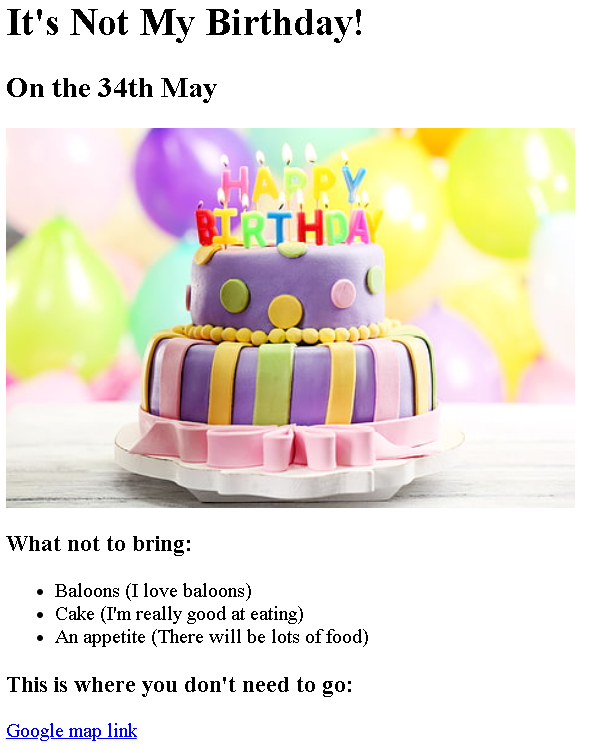 It's Not My Birthday!
On the 34th May
HAPPY
BIRTHDAY
What not to bring:
Baloons (I love baloons)
Cake (I'm really good at eating)
An appetite (There will be lots of food)
This is where you don't need to go:
Google map link